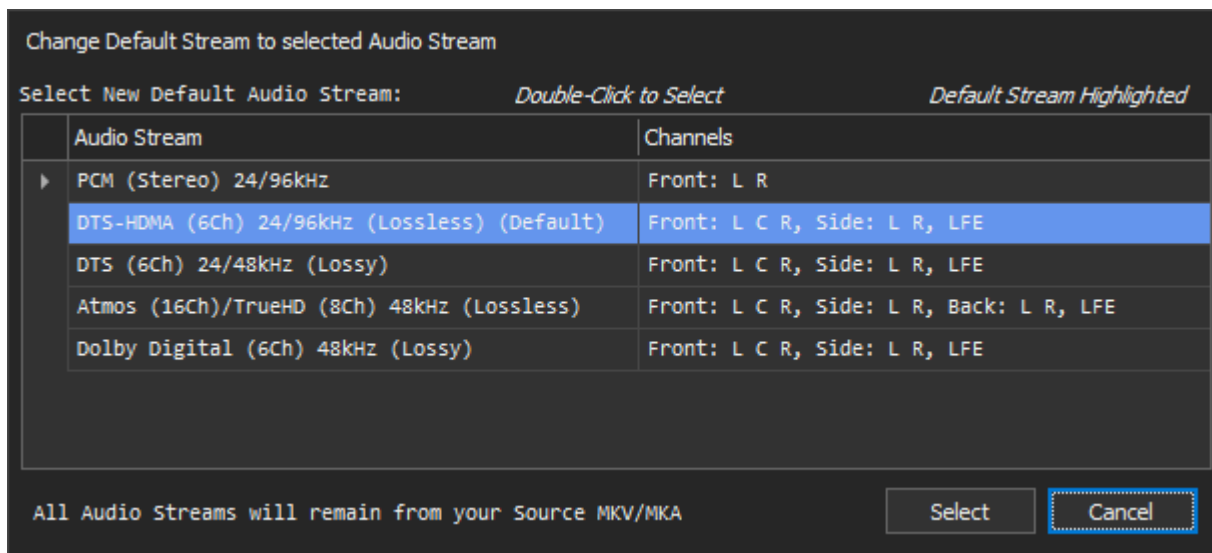 Change Default Stream to selected Audio Stream
Select New Default Audio Stream: Double-Click to Select Default Stream Highlighted
Audio Stream Channels
PCM (Stereo) 24/96kHz Front: L R
DTS-HDMA (6Ch) 24/96kHz (Lossless) (Default) Front: L C R, Side: L R, LFE
DTS (6Ch) 24/48kHz (Lossy) Front: L C R, Side: L R, LFE
Atmos (16Ch)/TrueHD (8Ch) 48kHz (Lossless) Front: L C R, Side: L R, Back: L R, LFE
Dolby Digital (6Ch) 48kHz (Lossy) Front: L C R, Side: L R, LFE
All Audio Streams will remain from your Source MKV/MKA Select Cancel